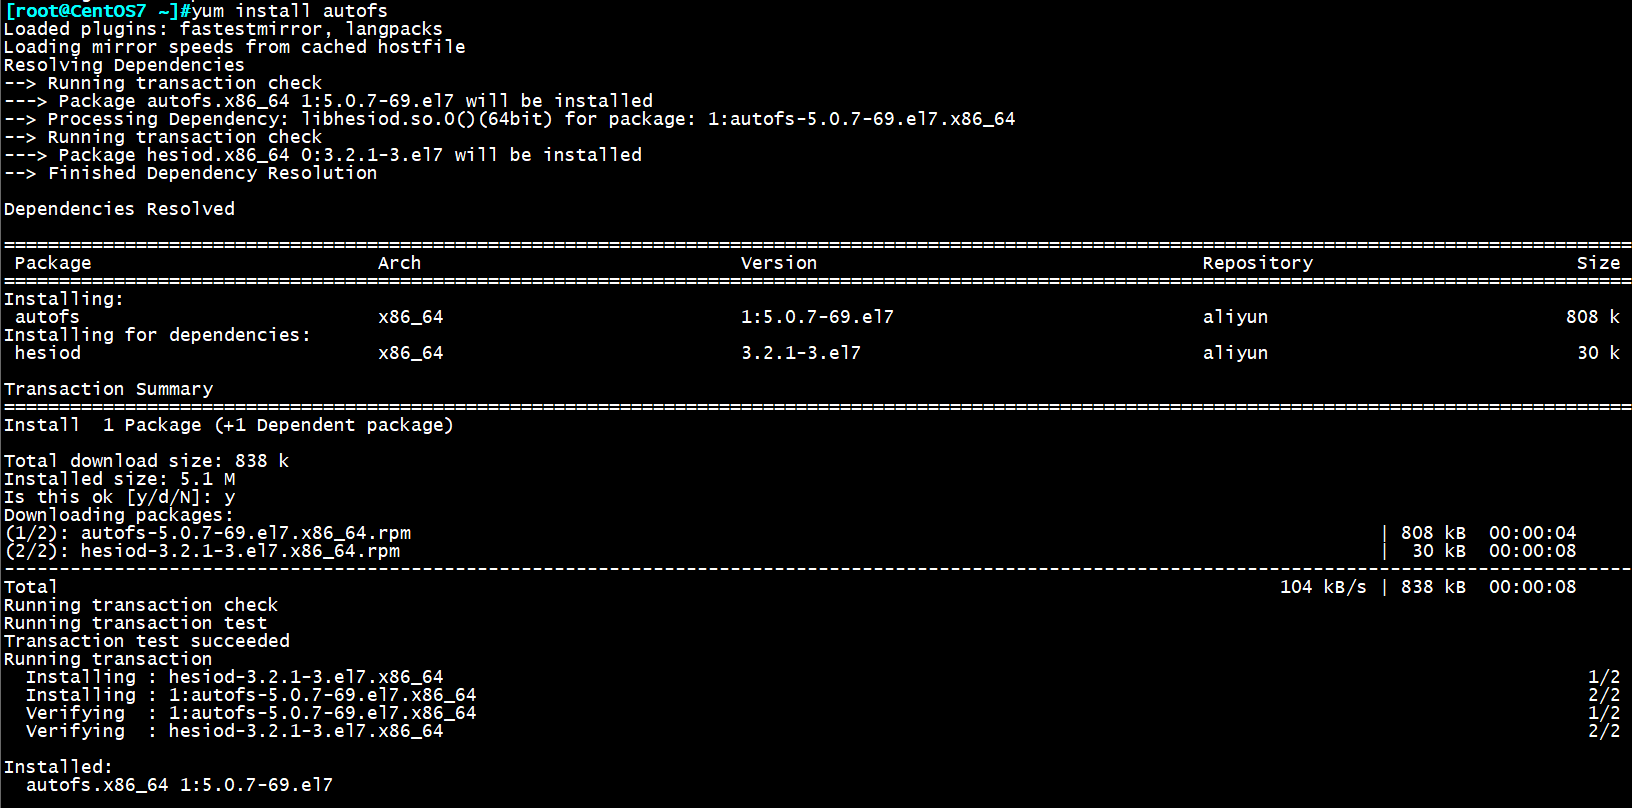 [root@CentOS7 ~]#yum install autofs
Loaded plugins: fastestmirror, langpacks
Loading mirror speeds from cached hostfile
Resolving Dependencies
--> Running transaction check
---> Package autofs.x86_64 1:5.0.7-69.el7 will be installed
--> Processing Dependency: libhesiod.so.0()(64bit) for package: 1:autofs-5.0.7-69.el7.x86_64
--> Running transaction check
---> Package hesiod.x86_64 0:3.2.1-3.el7 will be installed
--> Finished Dependency Resolution
Dependencies Resolved
Package Arch Version Repository Size
Installing:
autofs x86_64 1:5.0.7-69.el7 aliyun 808 k
Installing for dependencies:
hesiod x86_64 3.2.1-3.el7 aliyun 30 k
Transaction Summary
Install  1 Package (+1 Dependent package)
Total download size: 838 k
Installed size: 5.1 M
Is this ok [y/d/N]: y
Downloading packages:
(1/2): autofs-5.0.7-69.el7.x86_64.rpm | 808 kB  00:00:04
(2/2): hesiod-3.2.1-3.el7.x86_64.rpm |  30 kB  00:00:08
Total 104 kB/s | 838 kB  00:00:08
Running transaction check
Running transaction test
Transaction test succeeded
Running transaction
Installing : hesiod-3.2.1-3.el7.x86_64 1/2
Installing : 1:autofs-5.0.7-69.el7.x86_64 2/2
Verifying  : 1:autofs-5.0.7-69.el7.x86_64 1/2
Verifying  : hesiod-3.2.1-3.el7.x86_64 2/2
Installed:
autofs.x86_64 1:5.0.7-69.el7